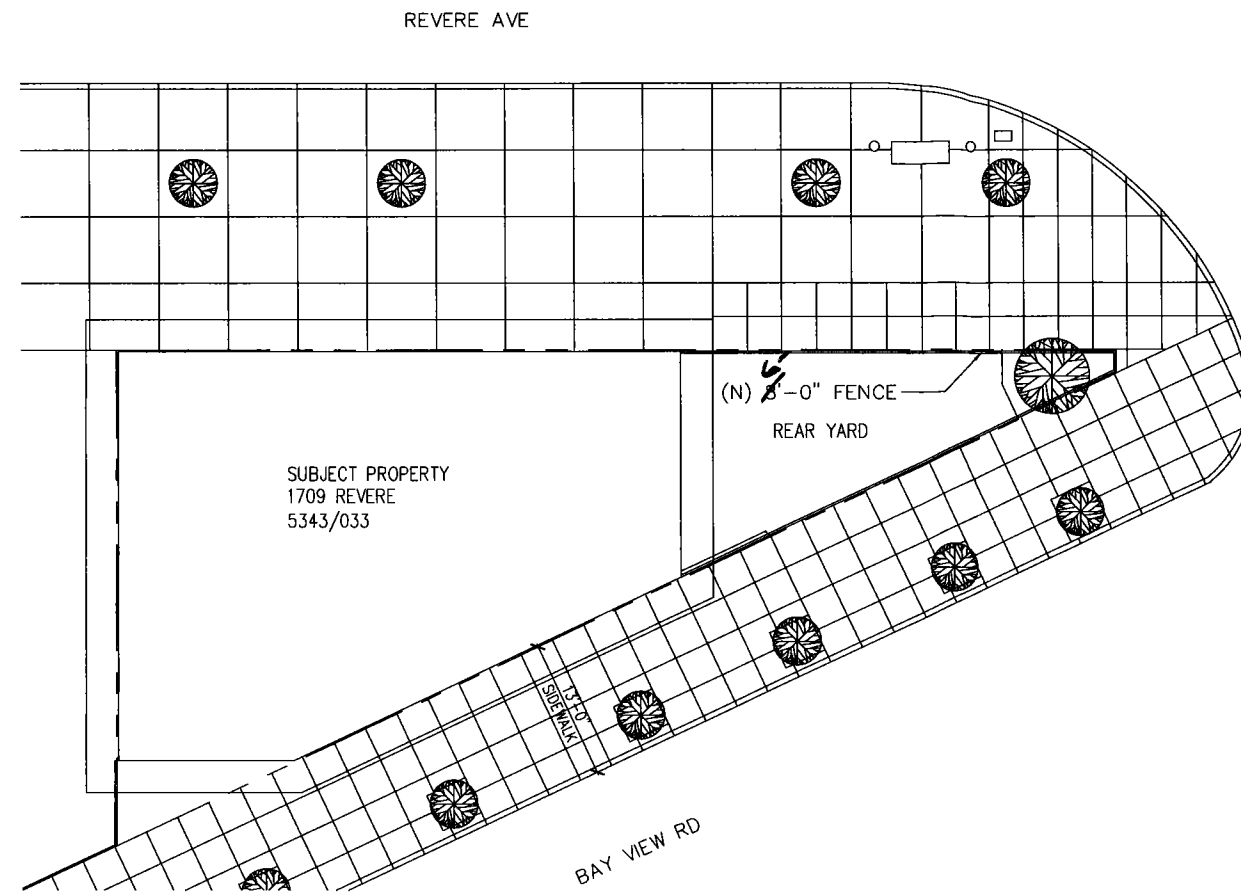 REVERE AVE
6'
(N) 8'-0" FENCE
REAR YARD
SUBJECT PROPERTY
1709 REVERE
5343/033
13'-0"
SIDEWALK
BAY VIEW RD